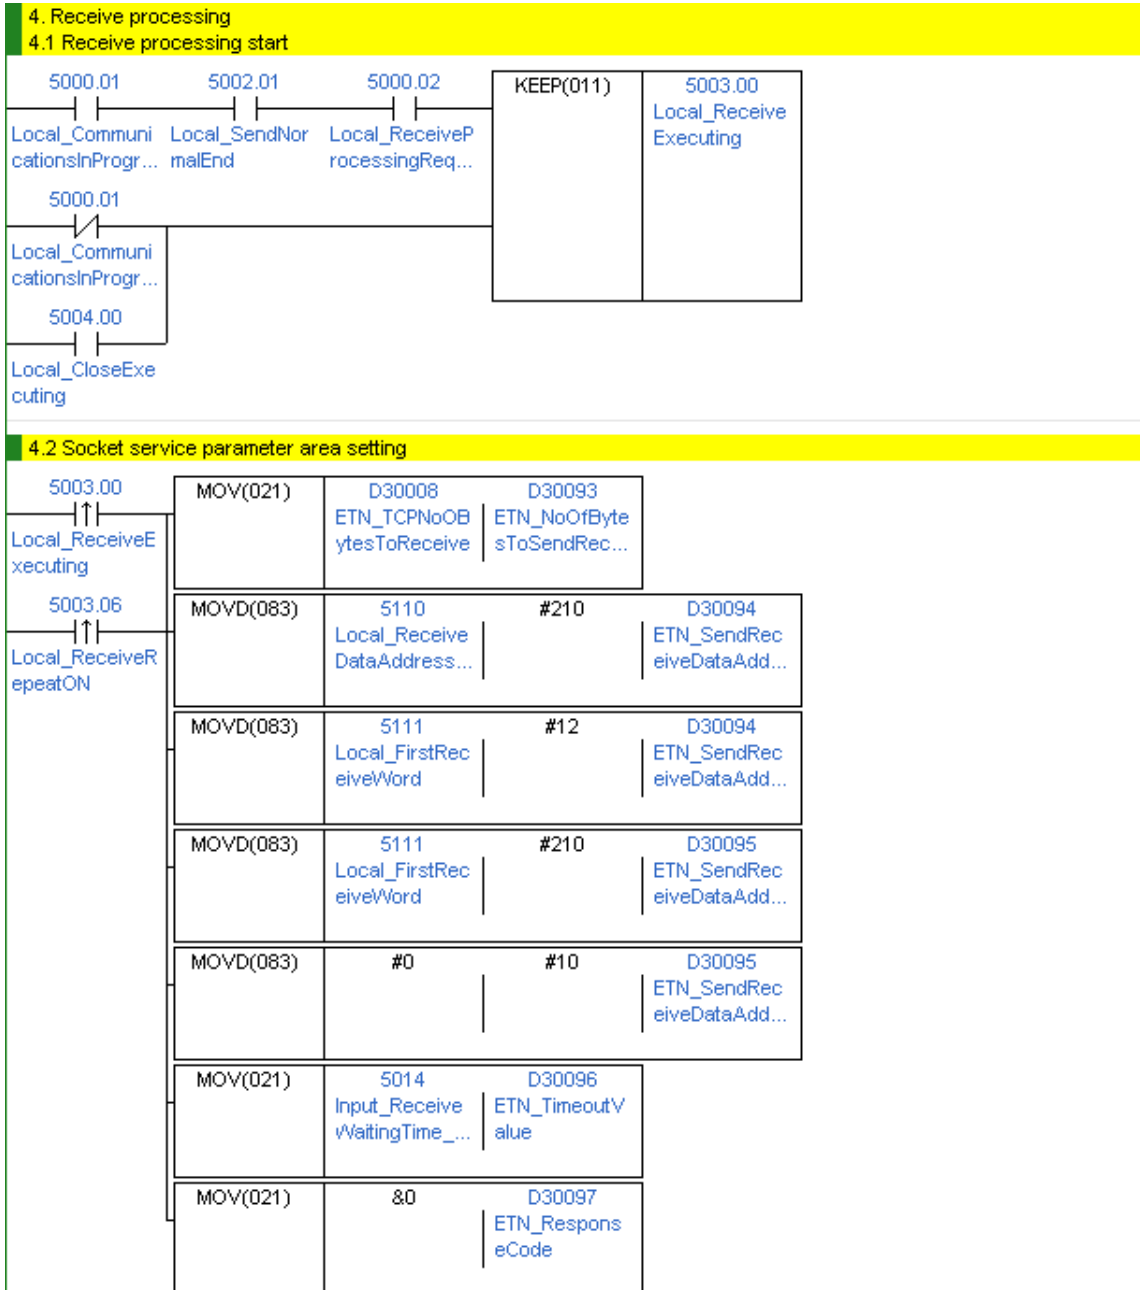 4. Receive processing
4.1 Receive processing start
5000.01 5002.01 5000.02 KEEP(011) 5003.00
Local_Receive
Executing
Local_Communi Local_SendNor Local_ReceiveP
cationsInProgr... malEnd rocessingReq...
5000.01
Local_Communi
cationsInProgr...
5004.00
Local_CloseExe
cuting
4.2 Socket service parameter area setting
5003.00 MOV(021) D30008 D30093
ETN_TCPNoOB ETN_NoOfByte
Local_ReceiveE ytesToReceive sToSendRec...
xecuting
5003.06 MOVD(083) 5110 #210 D30094
Local_Receive ETN_SendRec
Local_ReceiveR DataAddress... eiveDataAdd...
epeatON
MOVD(083) 5111 #12 D30094
Local_FirstRec ETN_SendRec
eiveWord eiveDataAdd...
MOVD(083) 5111 #210 D30095
Local_FirstRec ETN_SendRec
eiveWord eiveDataAdd...
MOVD(083) #0 #10 D30095
ETN_SendRec
eiveDataAdd...
MOV(021) 5014 D30096
Input_Receive ETN_TimeoutV
WaitingTime_... alue
MOV(021) &0 D30097
ETN_Respons
eCode